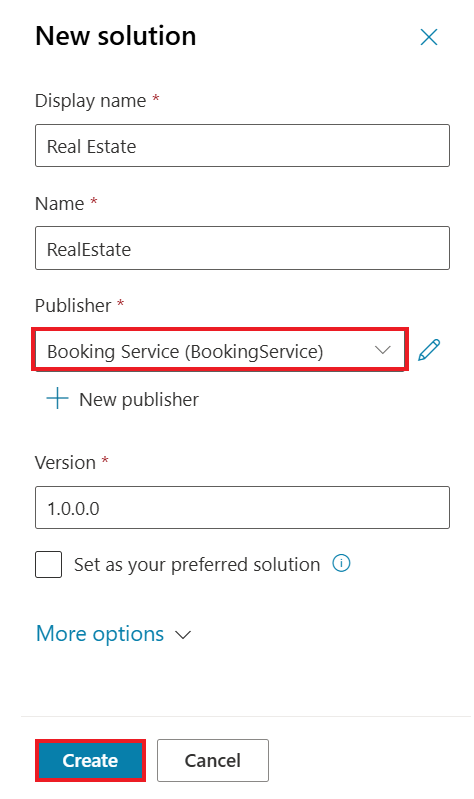 New solution
Display name *
Real Estate
Name *
RealEstate
Publisher *
Booking Service (BookingService)
New publisher
Version *
1.0.0.0
Set as your preferred solution
More options
Create Cancel